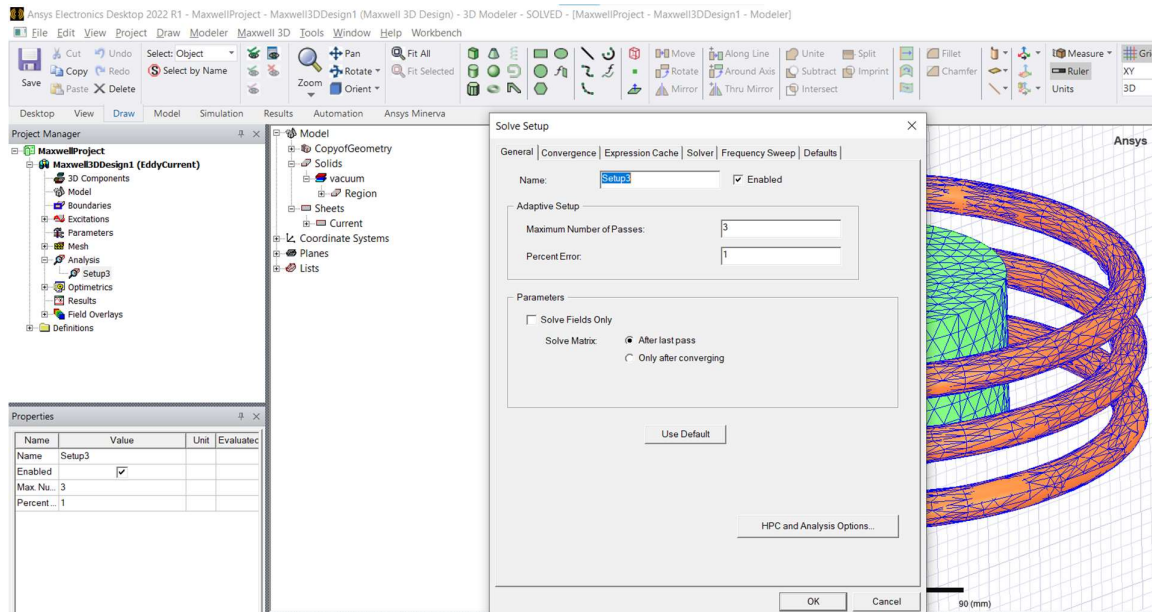 Ansys Electronics Desktop 2022 R1 - MaxwellProject - Maxwell3DDesign1 (Maxwell 3D Design) - 3D Modeler - SOLVED - [MaxwellProject - Maxwell3DDesign1 - Modeler]
File Edit View Project Draw Modeler Maxwell 3D Tools Window Help Workbench
Save Cut Copy Paste Undo Redo Delete Select: Object Select by Name Zoom Pan Rotate Orient Fit All Fit Selected Move Rotate Mirror Along Line Around Axis Thru Mirror Unite Subtract Intersect Split Imprint Fillet Chamfer Measure Ruler Units Gri XY 3D
Desktop View Draw Model Simulation Results Automation Ansys Minerva
Project Manager
MaxwellProject
Maxwell3DDesign1 (EddyCurrent)
3D Components
Model
Boundaries
Excitations
Parameters
Mesh
Analysis
Setup3
Optimetrics
Results
Field Overlays
Definitions
Properties
Name Value Unit Evaluatec
Name Setup3
Enabled
Max. Nu... 3
Percent ... 1
Model
CopyofGeometry
Solids
vacuum
Region
Sheets
Current
Coordinate Systems
Planes
Lists
Solve Setup
General Convergence Expression Cache Solver Frequency Sweep Defaults
Name: Setup3 Enabled
Adaptive Setup
Maximum Number of Passes: 3
Percent Error: 1
Parameters
Solve Fields Only
Solve Matrix: After last pass
Only after converging
Use Default
HPC and Analysis Options...
OK Cancel
Ansys
90 (mm)